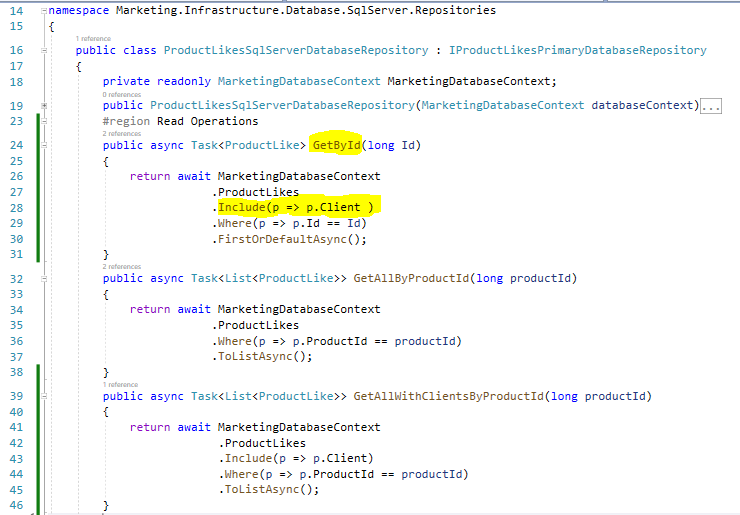 14 namespace Marketing.Infrastructure.Database.SqlServer.Repositories
15 {
1 reference
16 public class ProductLikesSqlServerDatabaseRepository : IProductLikesPrimaryDatabaseRepository
17 {
18 private readonly MarketingDatabaseContext MarketingDatabaseContext;
0 references
19 public ProductLikesSqlServerDatabaseRepository(MarketingDatabaseContext databaseContext)...
23 #region Read Operations
2 references
24 public async Task<ProductLike> GetById(long Id)
25 {
26 return await MarketingDatabaseContext
27 .ProductLikes
28 .Include(p => p.Client )
29 .Where(p => p.Id == Id)
30 .FirstOrDefaultAsync();
31 }
2 references
32 public async Task<List<ProductLike>> GetAllByProductId(long productId)
33 {
34 return await MarketingDatabaseContext
35 .ProductLikes
36 .Where(p => p.ProductId == productId)
37 .ToListAsync();
38 }
1 reference
39 public async Task<List<ProductLike>> GetAllWithClientsByProductId(long productId)
40 {
41 return await MarketingDatabaseContext
42 .ProductLikes
43 .Include(p => p.Client)
44 .Where(p => p.ProductId == productId)
45 .ToListAsync();
46 }